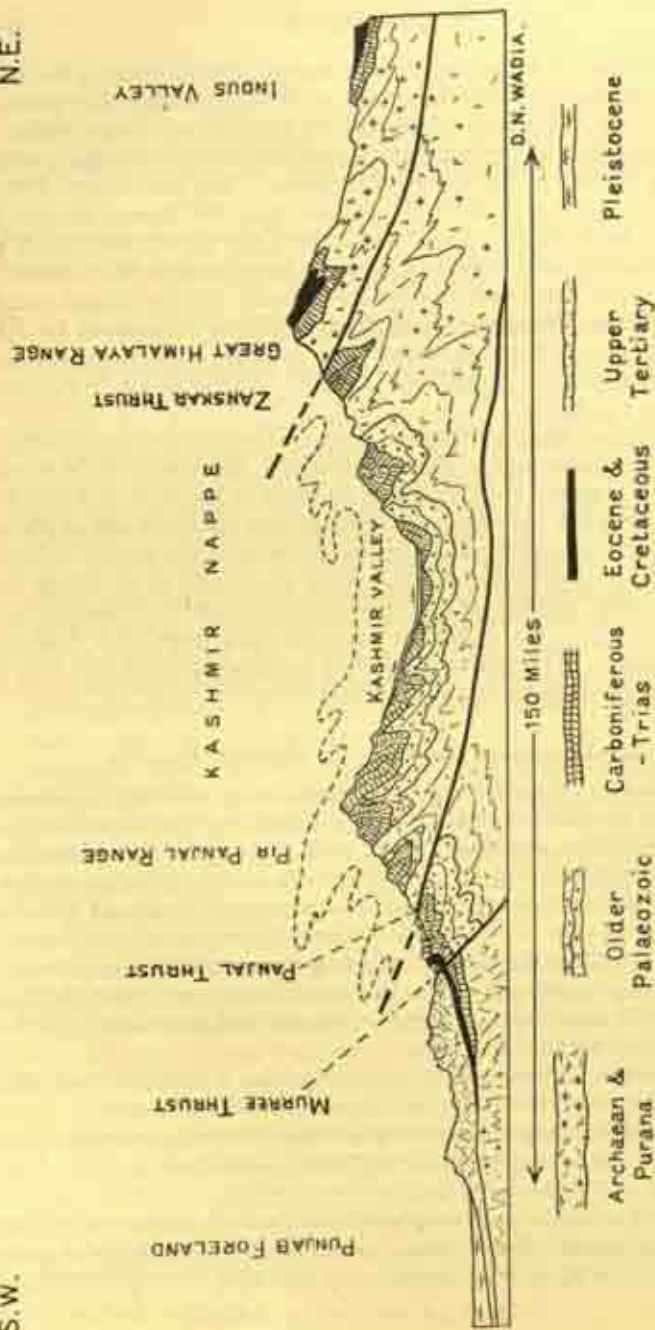 S.W.
N.E.
PUNJAB FORELAND
MURREE THRUST
PANJAL THRUST
PIR PANJAL RANGE
KASHMIR NAPPE
KASHMIR VALLEY
ZANSKAR THRUST
GREAT HIMALAYA RANGE
INDUS VALLEY
D.N. WADIA.
150 Miles
Archaean &
Purana
Older
Palaeozoic
Carboniferous
- Trias
Eocene &
Cretaceous
Upper
Tertiary
Pleistocene